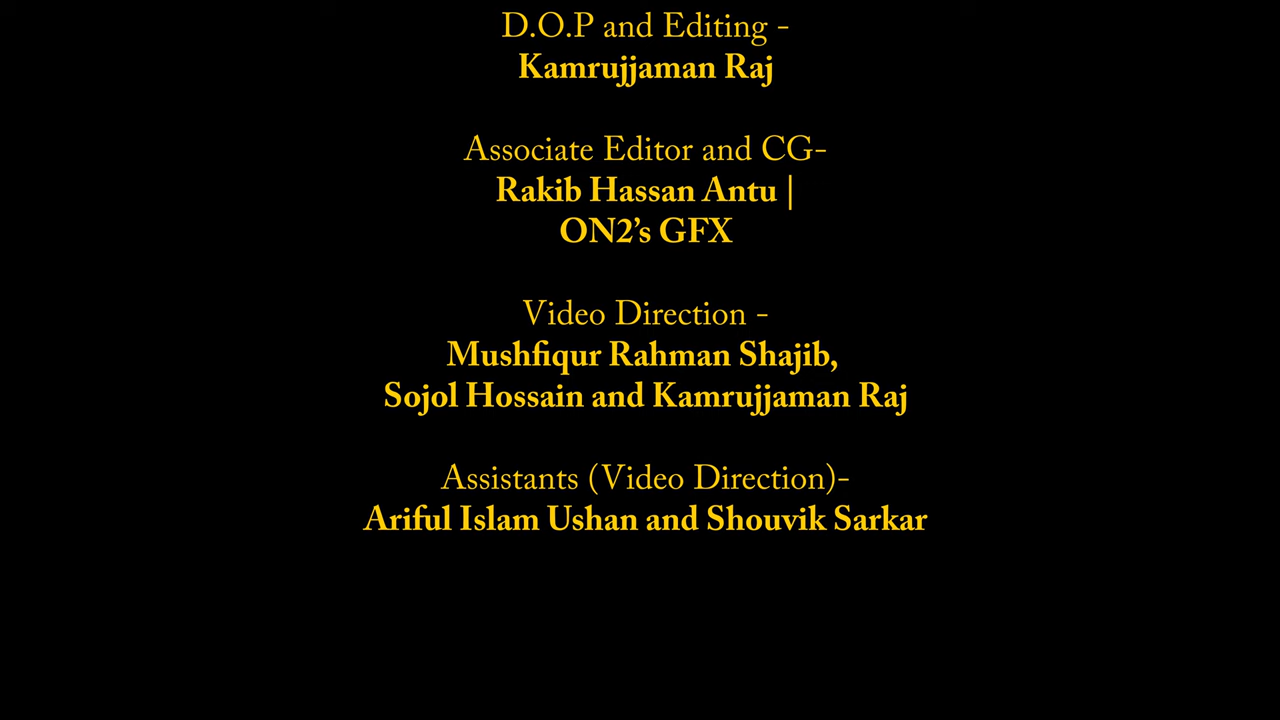 D.O.P and Editing -
Kamrujjaman Raj
Associate Editor and CG-
Rakib Hassan Antu |
ON2’s GFX
Video Direction -
Mushfiqur Rahman Shajib,
Sojol Hossain and Kamrujjaman Raj
Assistants (Video Direction)-
Ariful Islam Ushan and Shouvik Sarkar